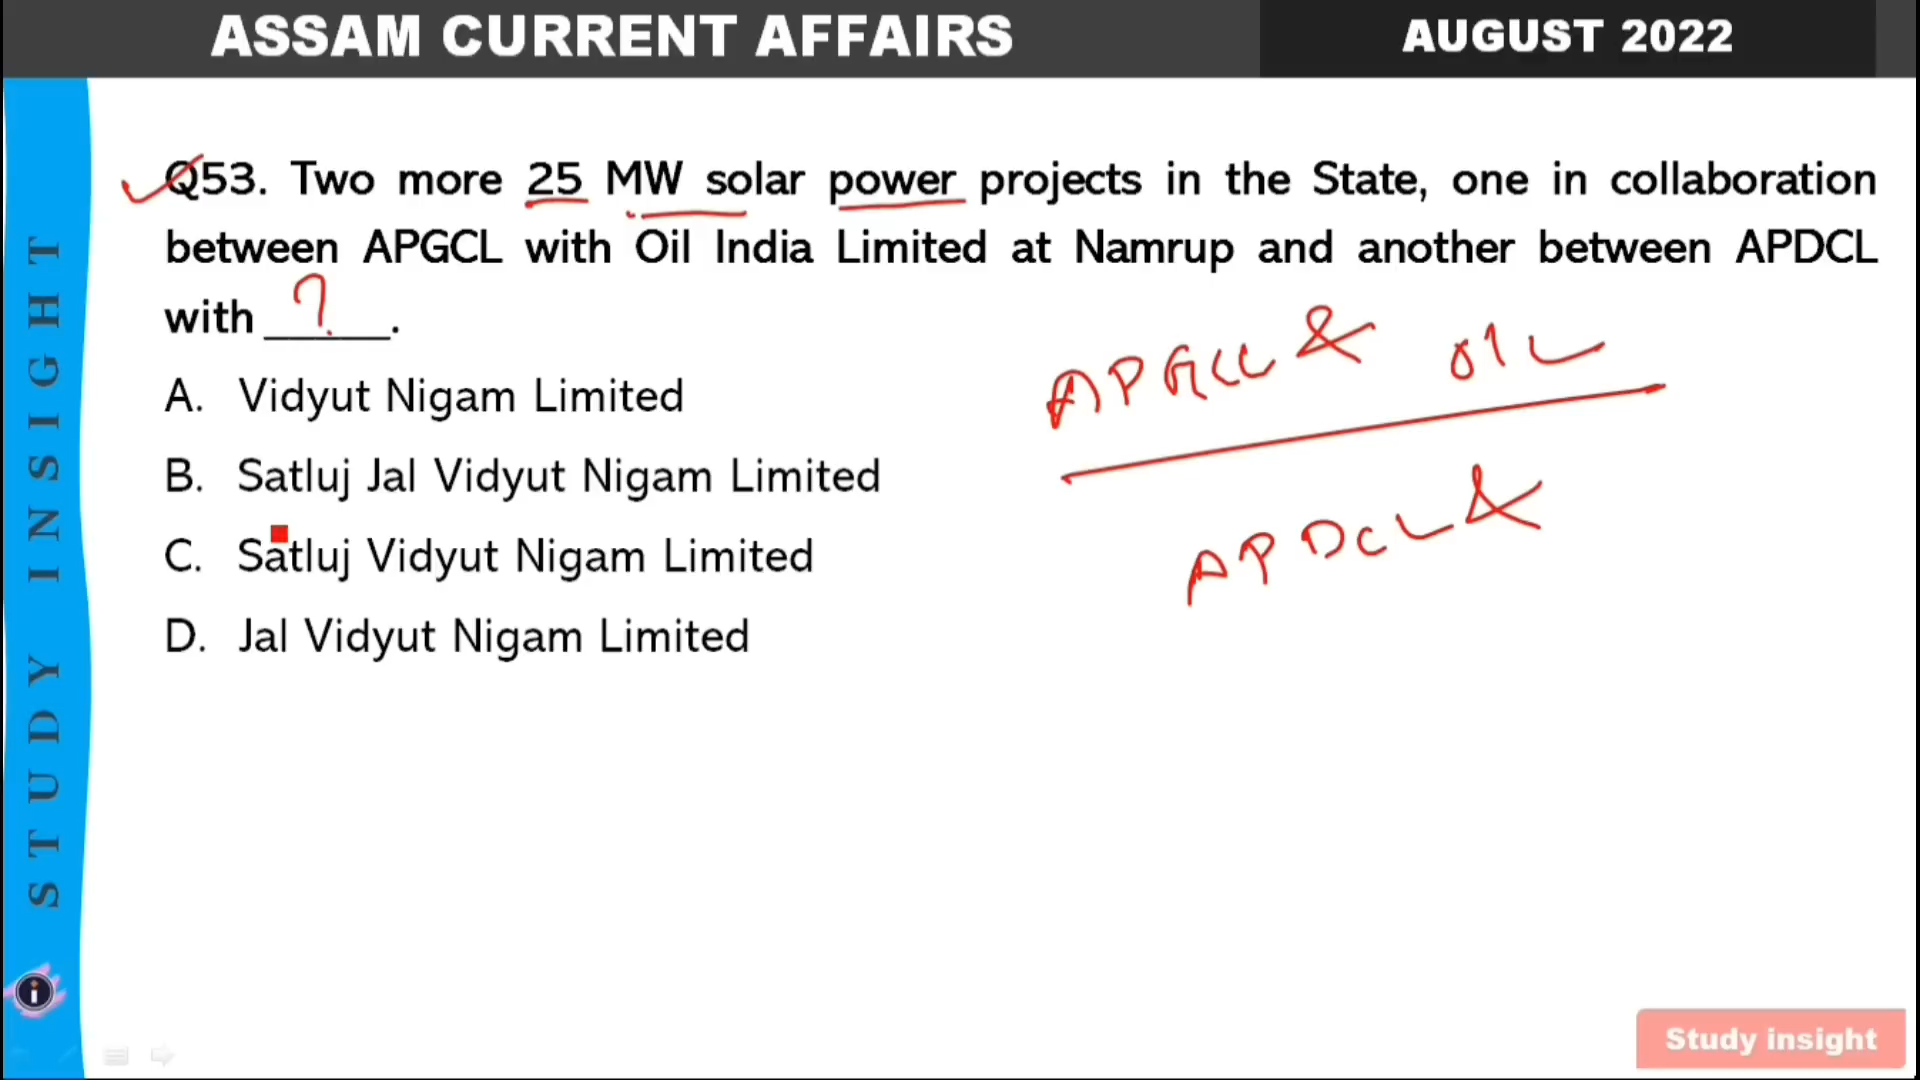 ASSAM CURRENT AFFAIRS
AUGUST 2022
Q53. Two more 25 MW solar power projects in the State, one in collaboration
between APGCL with Oil India Limited at Namrup and another between APDCL
with ______.
?
A. Vidyut Nigam Limited
B. Satluj Jal Vidyut Nigam Limited
C. Satluj Vidyut Nigam Limited
D. Jal Vidyut Nigam Limited
APGCL & OIL
APDCL &
STUDY INSIGHT
i
Study insight